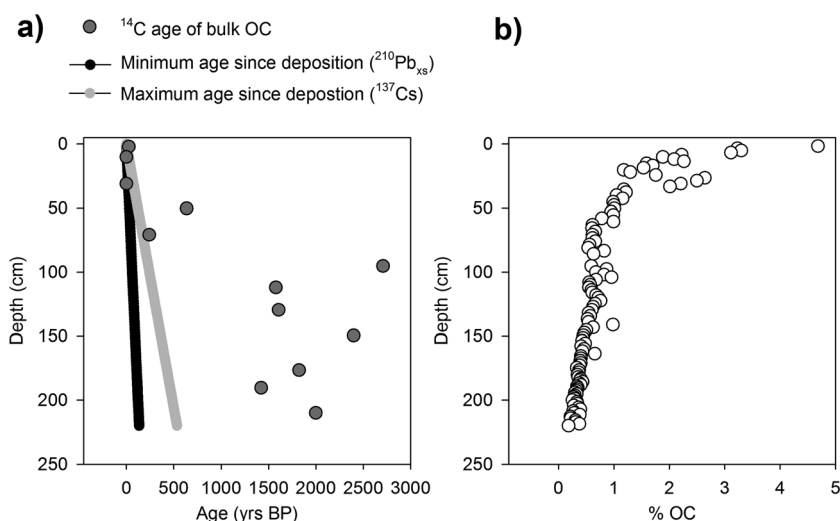 a)
¹⁴C age of bulk OC
Minimum age since deposition (²¹⁰Pbₓₛ)
Maximum age since depostion (¹³⁷Cs)
0
50
100
150
200
250
Depth (cm)
0 500 1000 1500 2000 2500 3000
Age (yrs BP)
b)
0
50
100
150
200
250
Depth (cm)
0 1 2 3 4 5
% OC